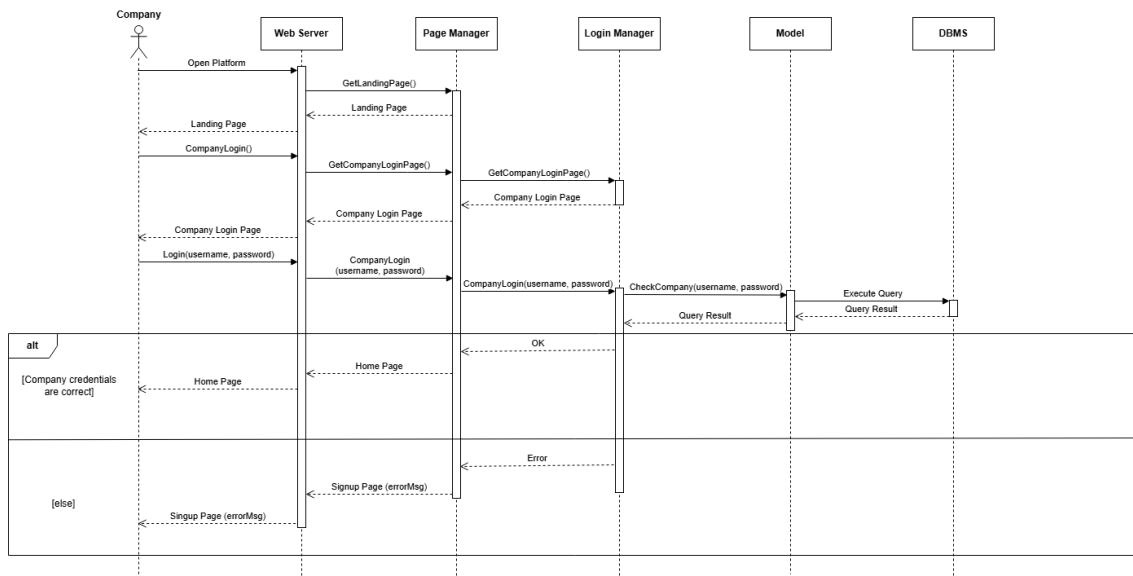 Company
Web Server
Page Manager
Login Manager
Model
DBMS
Open Platform
GetLandingPage()
Landing Page
Landing Page
CompanyLogin()
GetCompanyLoginPage()
GetCompanyLoginPage()
Company Login Page
Company Login Page
Company Login Page
Login(username, password)
CompanyLogin
(username, password)
CompanyLogin(username, password)
CheckCompany(username, password)
Execute Query
Query Result
Query Result
alt
OK
Home Page
[Company credentials
are correct]
Home Page
Error
Signup Page (errorMsg)
[else]
Singup Page (errorMsg)